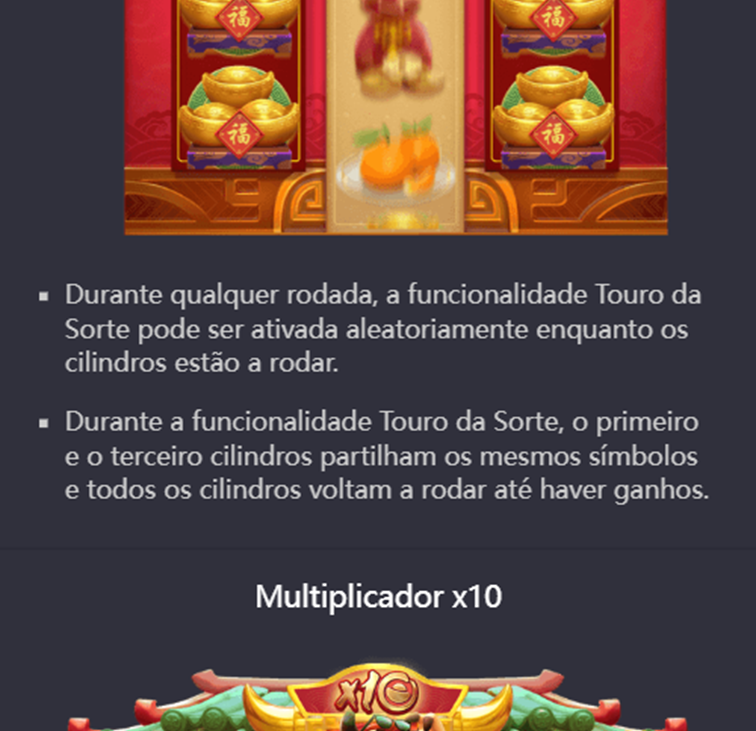 福 福
福 福
Durante qualquer rodada, a funcionalidade Touro da
Sorte pode ser ativada aleatoriamente enquanto os
cilindros estão a rodar.
Durante a funcionalidade Touro da Sorte, o primeiro
e o terceiro cilindros partilham os mesmos símbolos
e todos os cilindros voltam a rodar até haver ganhos.
Multiplicador x10
x10